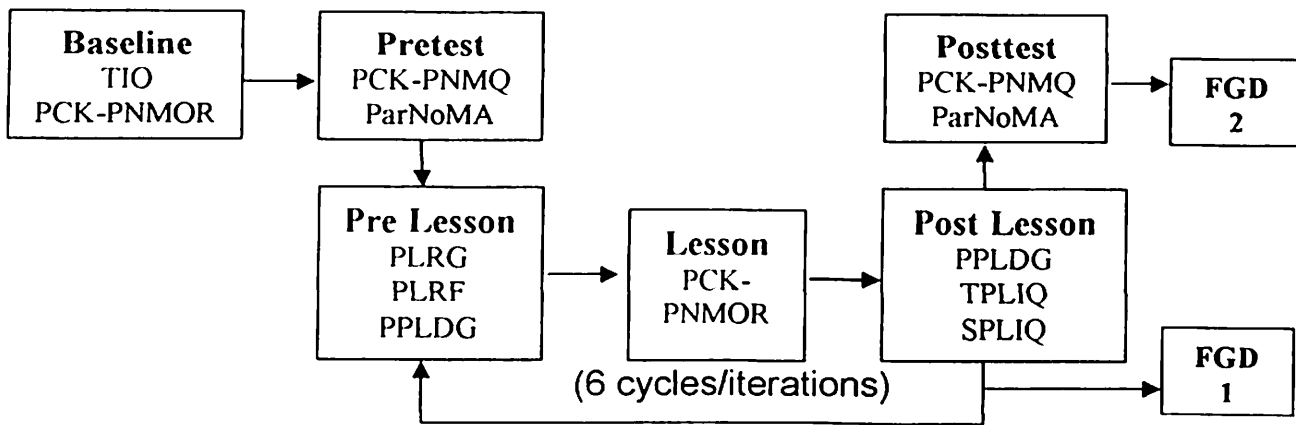 Baseline
TIO
PCK-PNMOR
Pretest
PCK-PNMQ
ParNoMA
Posttest
PCK-PNMQ
ParNoMA
FGD
2
Pre Lesson
PLRG
PLRF
PPLDG
Lesson
PCK-
PNMOR
Post Lesson
PPLDG
TPLIQ
SPLIQ
(6 cycles/iterations)
FGD
1